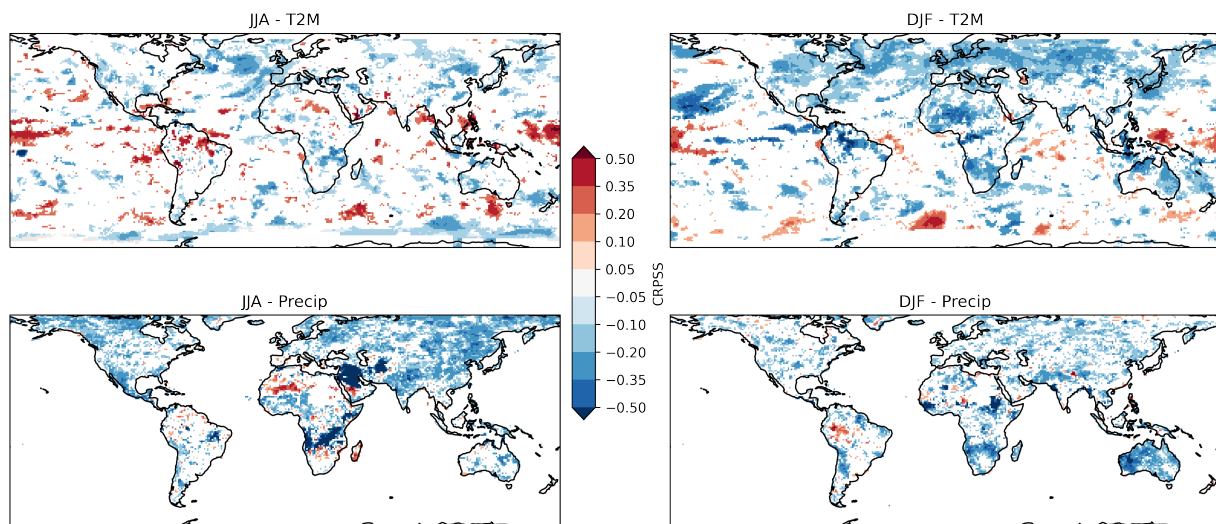 JJA - T2M
DJF - T2M
0.50
0.35
0.20
0.10
0.05
−0.05
−0.10
−0.20
−0.35
−0.50
CRPSS
JJA - Precip
DJF - Precip